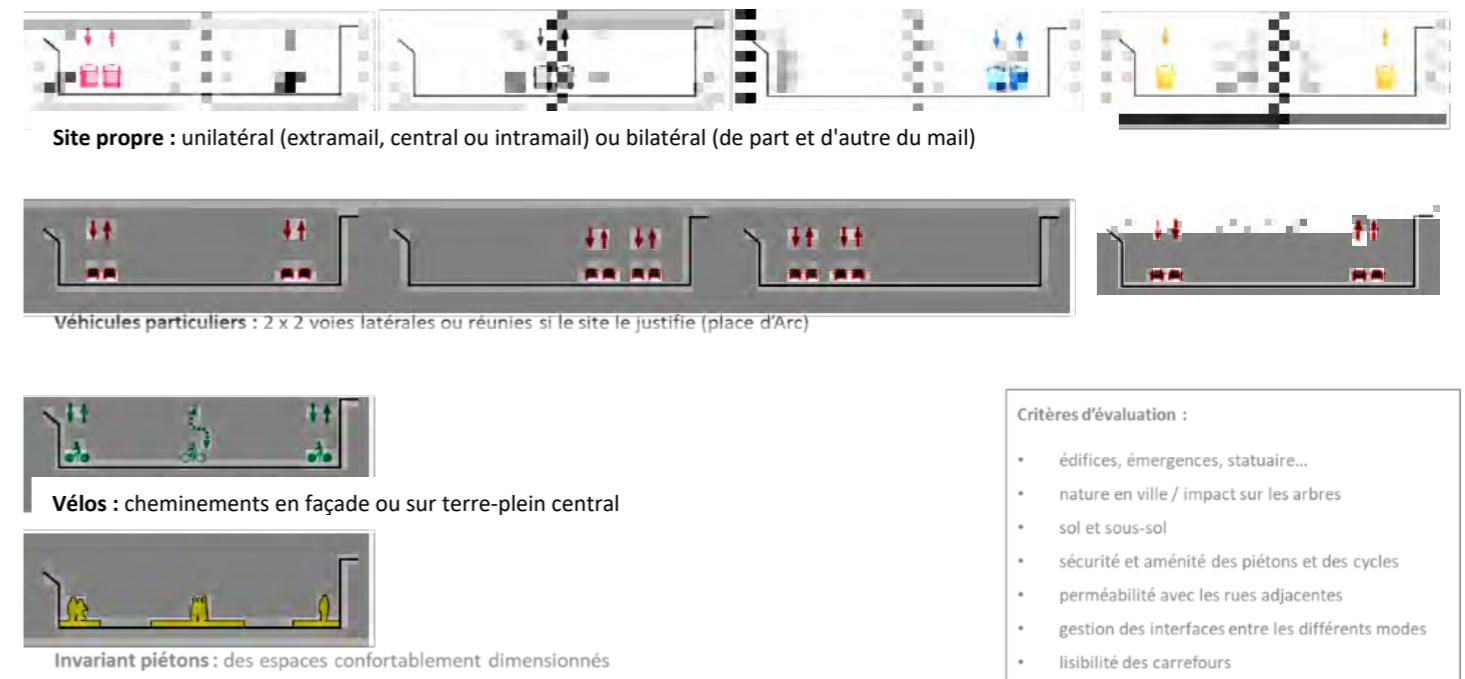 Site propre : unilatéral (extramail, central ou intramail) ou bilatéral (de part et d'autre du mail)
Véhicules particuliers : 2 x 2 voies latérales ou réunies si le site le justifie (place d’Arc)
Vélos : cheminements en façade ou sur terre-plein central
Invariant piétons : des espaces confortablement dimensionnés
Critères d’évaluation :
• édifices, émergences, statuaire...
• nature en ville / impact sur les arbres
• sol et sous-sol
• sécurité et aménité des piétons et des cycles
• perméabilité avec les rues adjacentes
• gestion des interfaces entre les différents modes
• lisibilité des carrefours